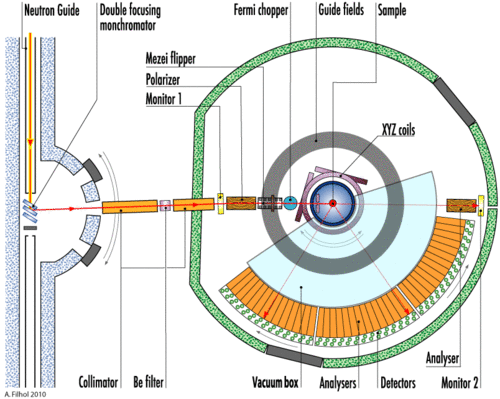 Neutron Guide
Double focusing
monchromator
Fermi chopper
Guide fields
Sample
Mezei flipper
Polarizer
Monitor 1
XYZ coils
Collimator
Be filter
Vacuum box
Analysers
Detectors
Analyser
Monitor 2
A. Filhol 2010